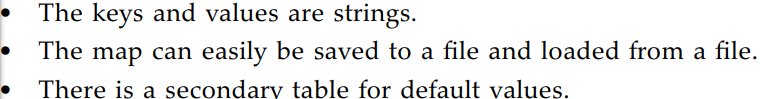 • The keys and values are strings.
• The map can easily be saved to a file and loaded from a file.
• There is a secondary table for default values.